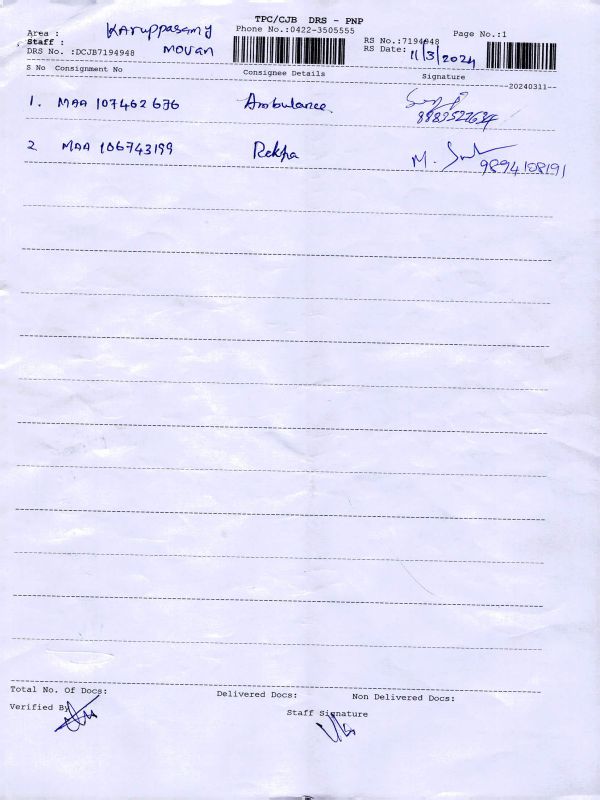 TPC/CJB DRS - PNP
Area : Karuppasamy
Phone No.:0422-3505555
Page No.:1
Staff : Movan
RS No.:7194948
DRS No. :DCJB7194948
RS Date: 11/3/2024
S No Consignment No Consignee Details Signature
20240311
1. MAA 107462676 Ambulance
2 MAA 106743199 Rekha M.
9894108191
Total No. Of Docs: Delivered Docs: Non Delivered Docs:
Verified By
Staff Signature